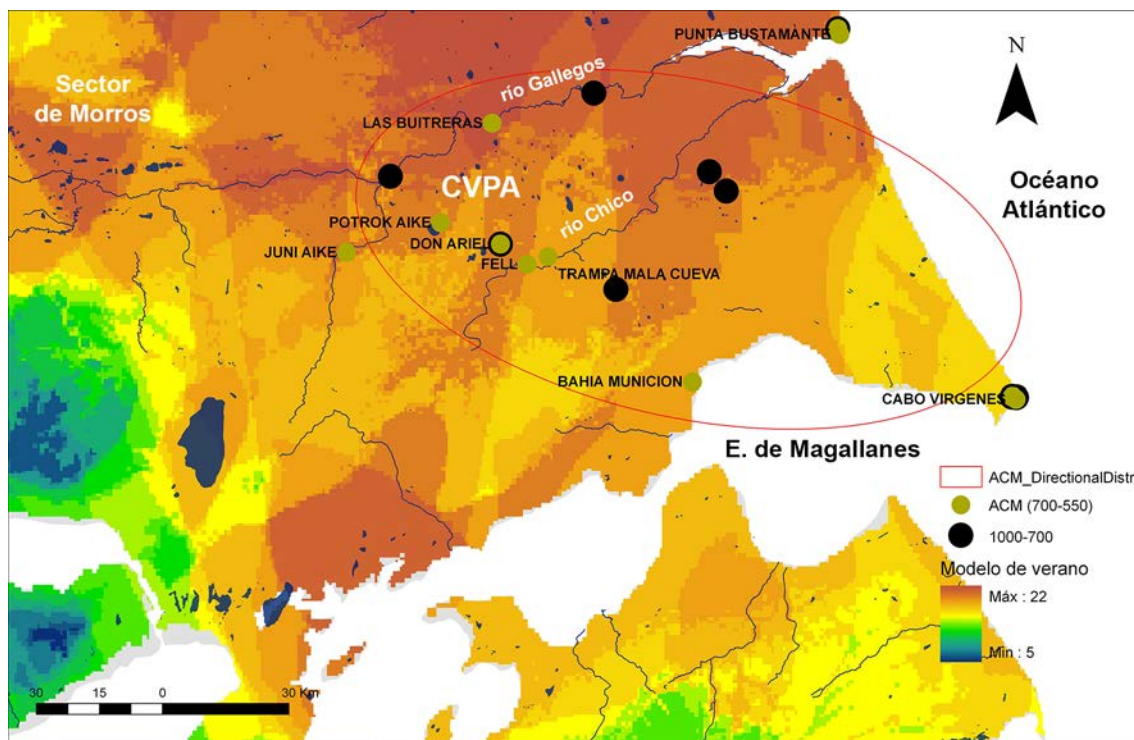 PUNTA BUSTAMANTE
N
Sector
de Morros
río Gallegos
LAS BUITRERAS
CVPA
Océano
Atlántico
río Chico
POTROK AIKE
DON ARIEL
JUNI AIKE
FELL
TRAMPA MALA CUEVA
BAHIA MUNICION
CABO VIRGENES
E. de Magallanes
ACM_DirectionalDistr
ACM (700-550)
1000-700
Modelo de verano
Máx : 22
Mín : 5
30 15 0 30 Km